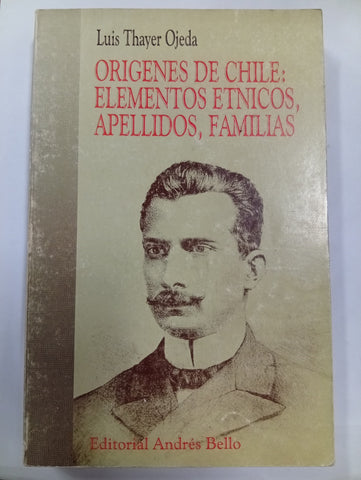 Luis Thayer Ojeda
ORIGENES DE CHILE:
ELEMENTOS ETNICOS,
APELLIDOS, FAMILIAS
Editorial Andrés Bello